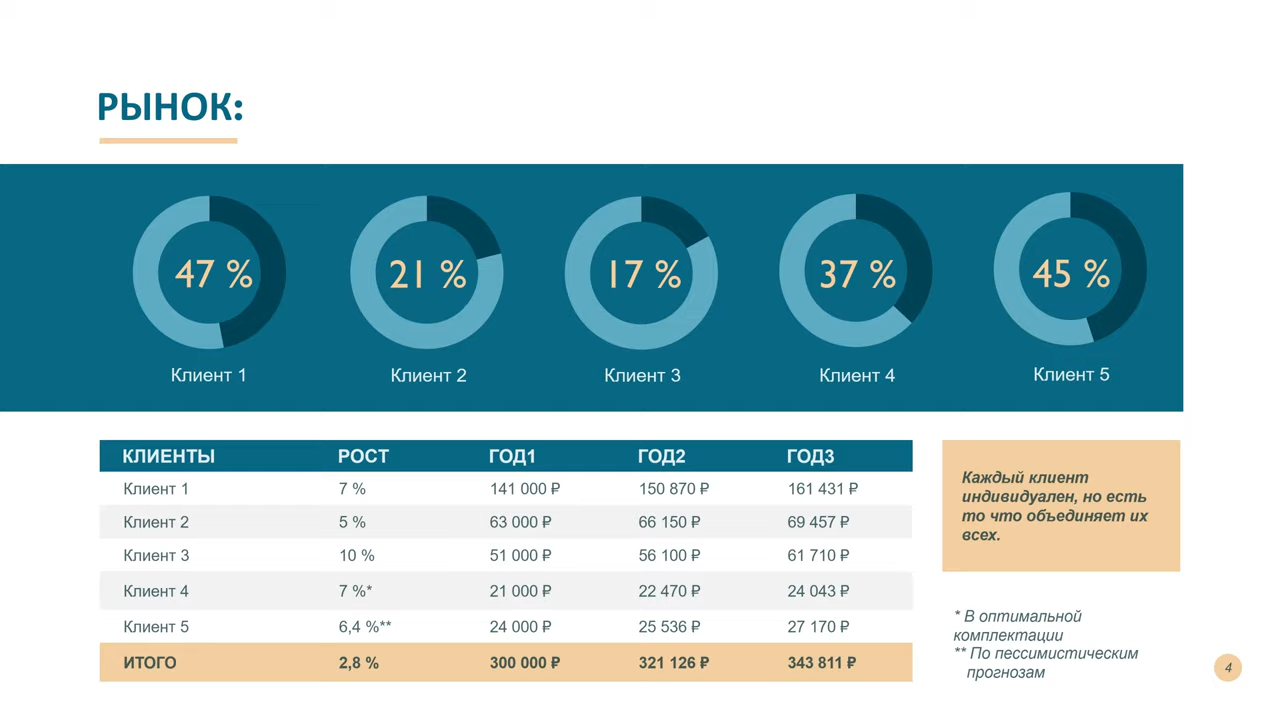 РЫНОК:
47 % 21 % 17 % 37 % 45 %
Клиент 1 Клиент 2 Клиент 3 Клиент 4 Клиент 5
КЛИЕНТЫ РОСТ ГОД1 ГОД2 ГОД3
Клиент 1 7 % 141 000 ₽ 150 870 ₽ 161 431 ₽
Клиент 2 5 % 63 000 ₽ 66 150 ₽ 69 457 ₽
Клиент 3 10 % 51 000 ₽ 56 100 ₽ 61 710 ₽
Клиент 4 7 %* 21 000 ₽ 22 470 ₽ 24 043 ₽
Клиент 5 6,4 %** 24 000 ₽ 25 536 ₽ 27 170 ₽
ИТОГО 2,8 % 300 000 ₽ 321 126 ₽ 343 811 ₽
Каждый клиент
индивидуален, но есть
то что объединяет их
всех.
* В оптимальной
комплектации
** По пессимистическим
прогнозам
4